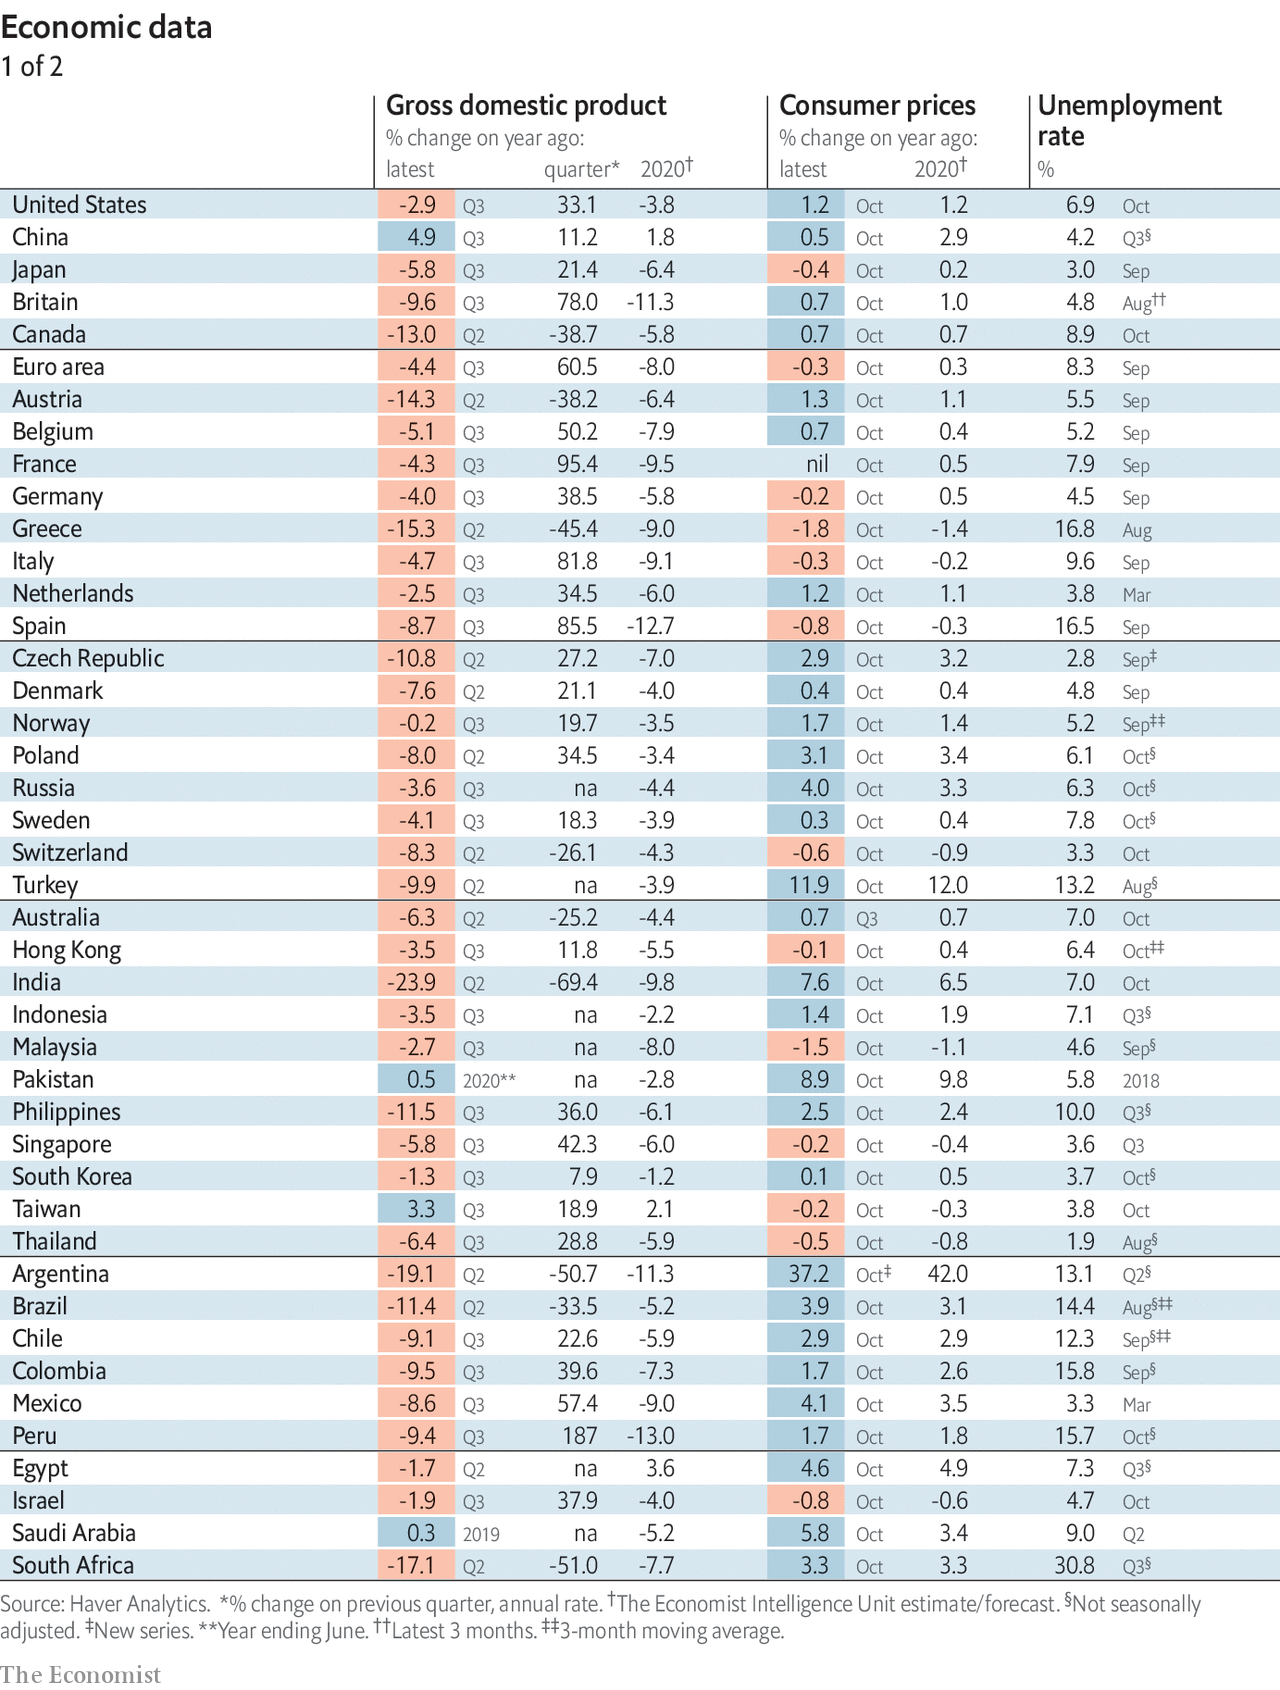 Economic data
1 of 2
Gross domestic product Consumer prices Unemployment
% change on year ago: % change on year ago: rate
latest quarter* 2020† latest 2020† %
United States -2.9 Q3 33.1 -3.8 1.2 Oct 1.2 6.9 Oct
China 4.9 Q3 11.2 1.8 0.5 Oct 2.9 4.2 Q3§
Japan -5.8 Q3 21.4 -6.4 -0.4 Oct 0.2 3.0 Sep
Britain -9.6 Q3 78.0 -11.3 0.7 Oct 1.0 4.8 Aug††
Canada -13.0 Q2 -38.7 -5.8 0.7 Oct 0.7 8.9 Oct
Euro area -4.4 Q3 60.5 -8.0 -0.3 Oct 0.3 8.3 Sep
Austria -14.3 Q2 -38.2 -6.4 1.3 Oct 1.1 5.5 Sep
Belgium -5.1 Q3 50.2 -7.9 0.7 Oct 0.4 5.2 Sep
France -4.3 Q3 95.4 -9.5 nil Oct 0.5 7.9 Sep
Germany -4.0 Q3 38.5 -5.8 -0.2 Oct 0.5 4.5 Sep
Greece -15.3 Q2 -45.4 -9.0 -1.8 Oct -1.4 16.8 Aug
Italy -4.7 Q3 81.8 -9.1 -0.3 Oct -0.2 9.6 Sep
Netherlands -2.5 Q3 34.5 -6.0 1.2 Oct 1.1 3.8 Mar
Spain -8.7 Q3 85.5 -12.7 -0.8 Oct -0.3 16.5 Sep
Czech Republic -10.8 Q2 27.2 -7.0 2.9 Oct 3.2 2.8 Sep‡
Denmark -7.6 Q2 21.1 -4.0 0.4 Oct 0.4 4.8 Sep
Norway -0.2 Q3 19.7 -3.5 1.7 Oct 1.4 5.2 Sep‡‡
Poland -8.0 Q2 34.5 -3.4 3.1 Oct 3.4 6.1 Oct§
Russia -3.6 Q3 na -4.4 4.0 Oct 3.3 6.3 Oct§
Sweden -4.1 Q3 18.3 -3.9 0.3 Oct 0.4 7.8 Oct§
Switzerland -8.3 Q2 -26.1 -4.3 -0.6 Oct -0.9 3.3 Oct
Turkey -9.9 Q2 na -3.9 11.9 Oct 12.0 13.2 Aug§
Australia -6.3 Q2 -25.2 -4.4 0.7 Q3 0.7 7.0 Oct
Hong Kong -3.5 Q3 11.8 -5.5 -0.1 Oct 0.4 6.4 Oct‡‡
India -23.9 Q2 -69.4 -9.8 7.6 Oct 6.5 7.0 Oct
Indonesia -3.5 Q3 na -2.2 1.4 Oct 1.9 7.1 Q3§
Malaysia -2.7 Q3 na -8.0 -1.5 Oct -1.1 4.6 Sep§
Pakistan 0.5 2020** na -2.8 8.9 Oct 9.8 5.8 2018
Philippines -11.5 Q3 36.0 -6.1 2.5 Oct 2.4 10.0 Q3§
Singapore -5.8 Q3 42.3 -6.0 -0.2 Oct -0.4 3.6 Q3
South Korea -1.3 Q3 7.9 -1.2 0.1 Oct 0.5 3.7 Oct§
Taiwan 3.3 Q3 18.9 2.1 -0.2 Oct -0.3 3.8 Oct
Thailand -6.4 Q3 28.8 -5.9 -0.5 Oct -0.8 1.9 Aug§
Argentina -19.1 Q2 -50.7 -11.3 37.2 Oct‡ 42.0 13.1 Q2§
Brazil -11.4 Q2 -33.5 -5.2 3.9 Oct 3.1 14.4 Aug§‡‡
Chile -9.1 Q3 22.6 -5.9 2.9 Oct 2.9 12.3 Sep§‡‡
Colombia -9.5 Q3 39.6 -7.3 1.7 Oct 2.6 15.8 Sep§
Mexico -8.6 Q3 57.4 -9.0 4.1 Oct 3.5 3.3 Mar
Peru -9.4 Q3 187 -13.0 1.7 Oct 1.8 15.7 Oct§
Egypt -1.7 Q2 na 3.6 4.6 Oct 4.9 7.3 Q3§
Israel -1.9 Q3 37.9 -4.0 -0.8 Oct -0.6 4.7 Oct
Saudi Arabia 0.3 2019 na -5.2 5.8 Oct 3.4 9.0 Q2
South Africa -17.1 Q2 -51.0 -7.7 3.3 Oct 3.3 30.8 Q3§
Source: Haver Analytics. *% change on previous quarter, annual rate. †The Economist Intelligence Unit estimate/forecast. §Not seasonally
adjusted. ‡New series. **Year ending June. ††Latest 3 months. ‡‡3-month moving average.
The Economist